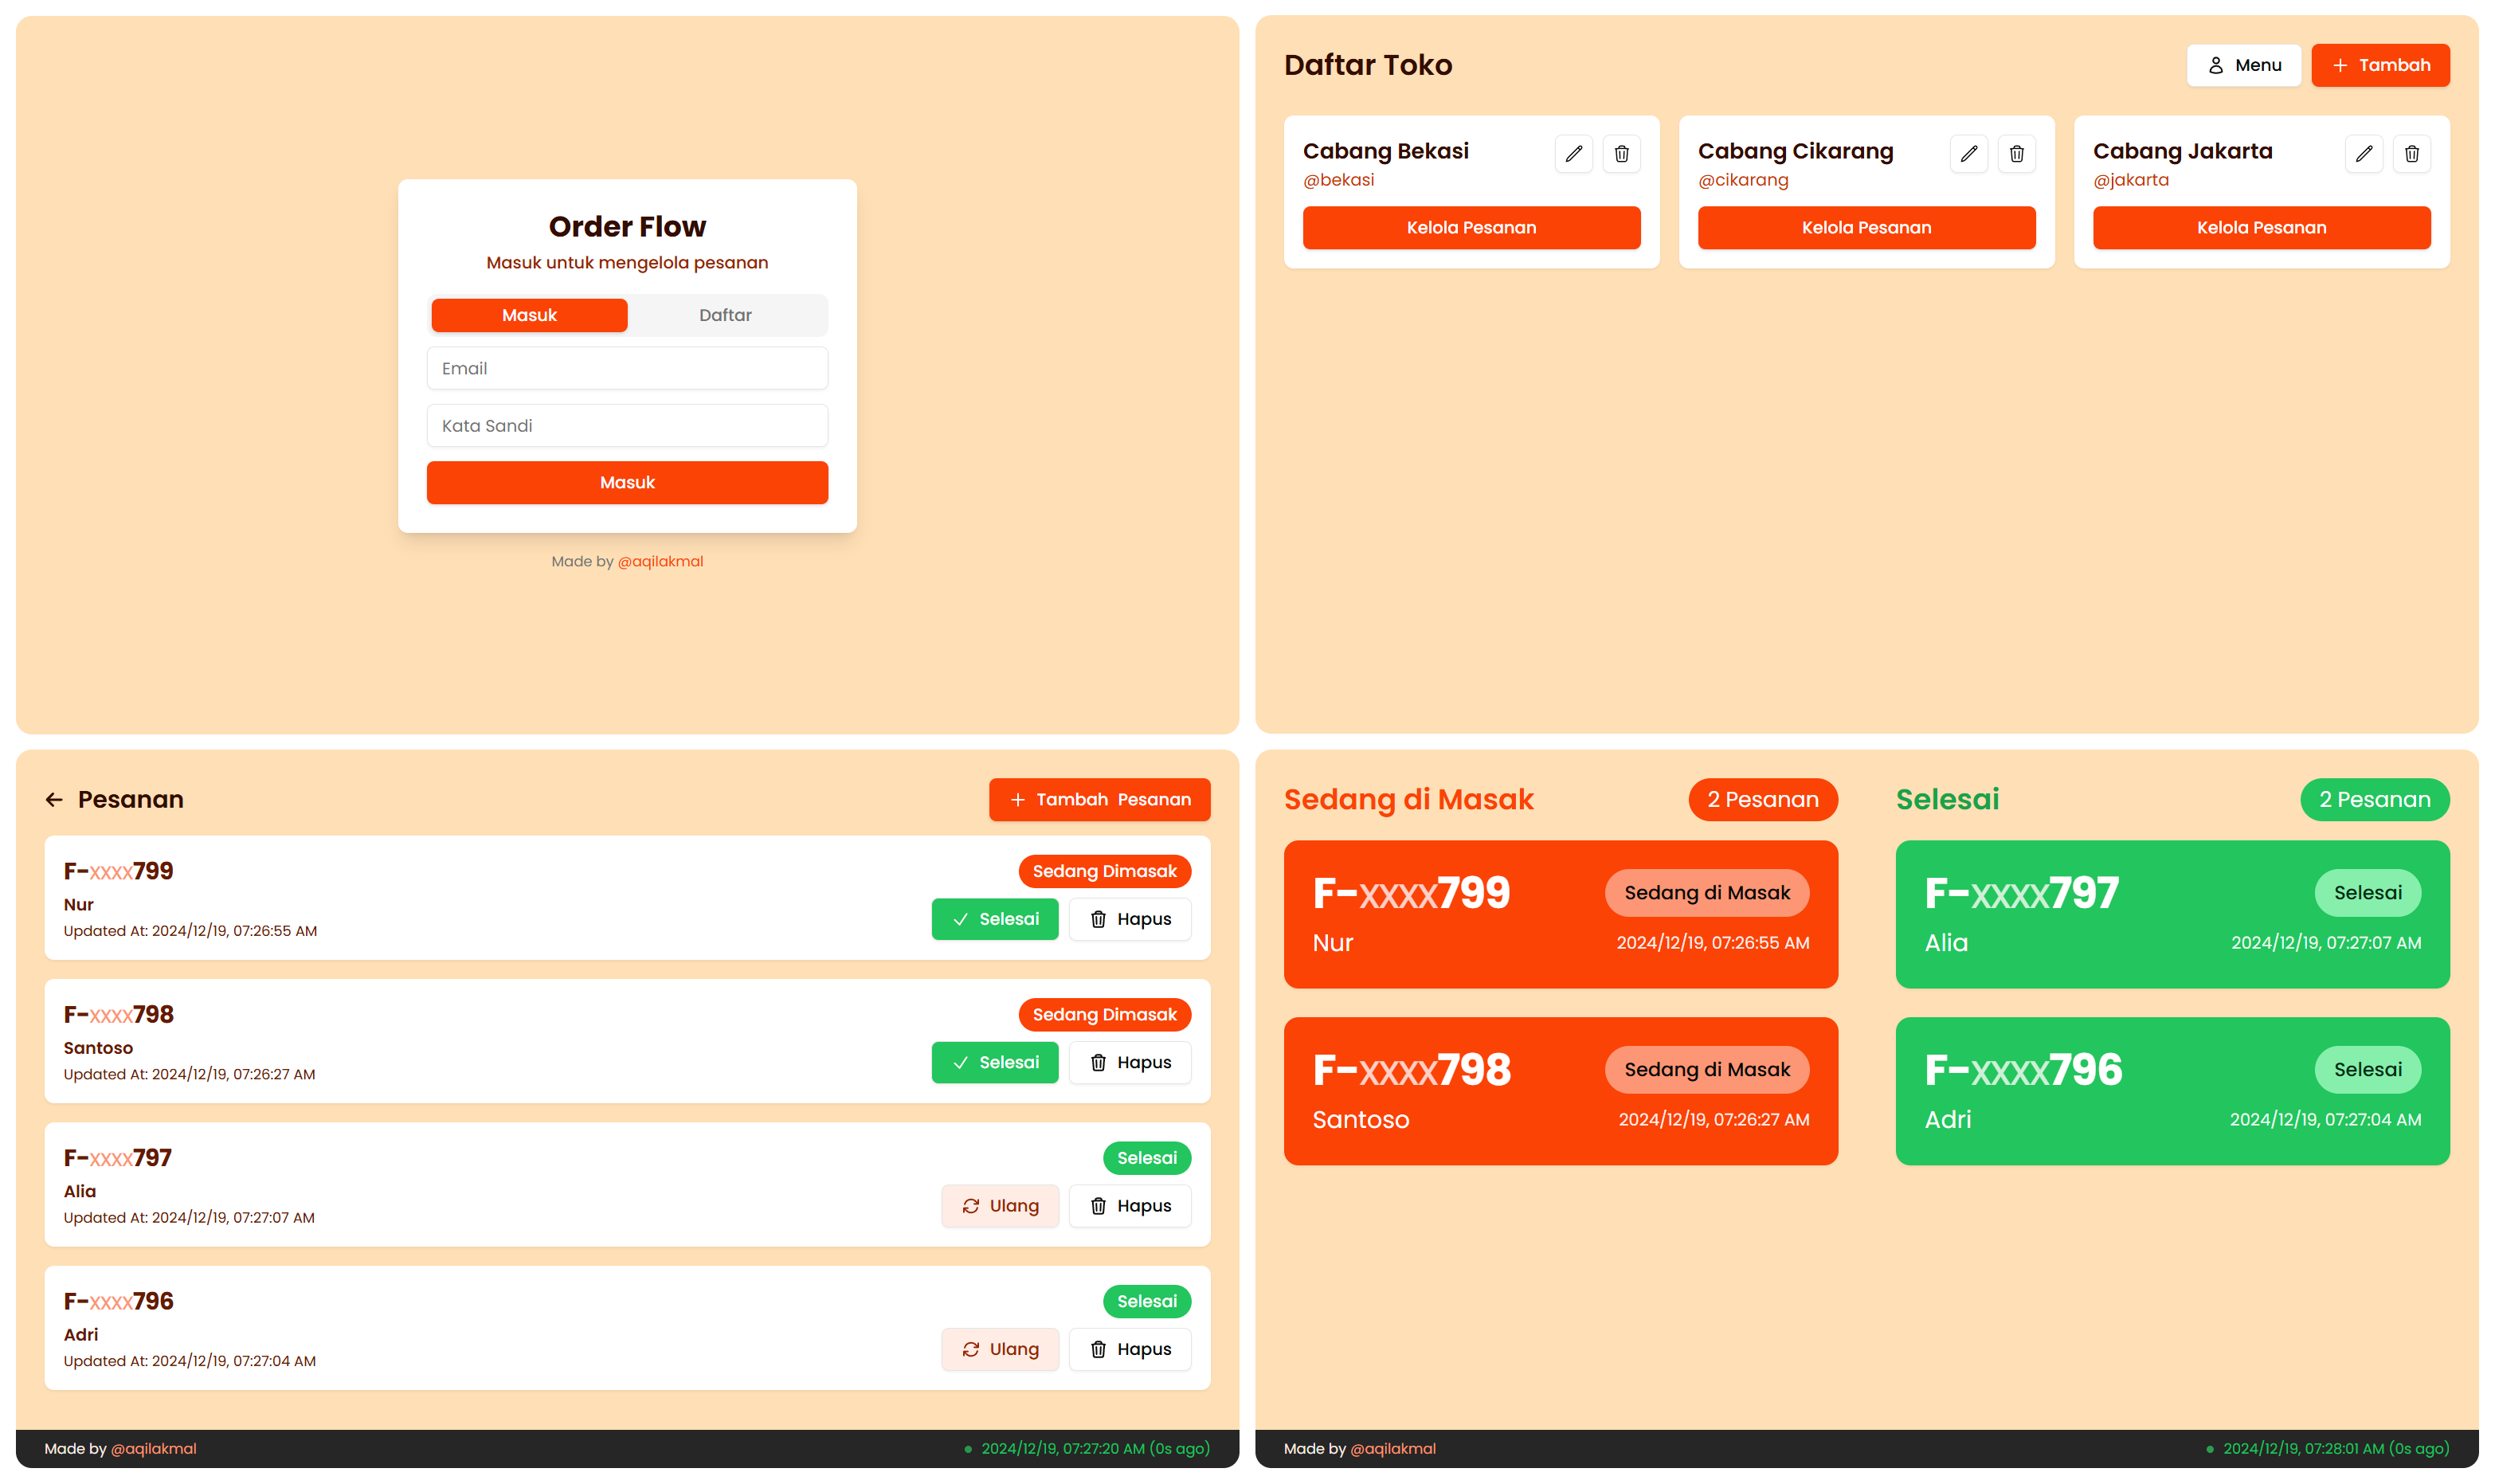 Order Flow
Masuk untuk mengelola pesanan
Masuk Daftar
Email
Kata Sandi
Masuk
Made by @aqilakmal
Daftar Toko
Menu
Tambah
Cabang Bekasi
@bekasi
Kelola Pesanan
Cabang Cikarang
@cikarang
Kelola Pesanan
Cabang Jakarta
@jakarta
Kelola Pesanan
Pesanan
Tambah Pesanan
F-xxxx799
Sedang Dimasak
Nur
Updated At: 2024/12/19, 07:26:55 AM
Selesai
Hapus
F-xxxx798
Sedang Dimasak
Santoso
Updated At: 2024/12/19, 07:26:27 AM
Selesai
Hapus
F-xxxx797
Selesai
Alia
Updated At: 2024/12/19, 07:27:07 AM
Ulang
Hapus
F-xxxx796
Selesai
Adri
Updated At: 2024/12/19, 07:27:04 AM
Ulang
Hapus
Made by @aqilakmal
2024/12/19, 07:27:20 AM (0s ago)
Sedang di Masak
2 Pesanan
F-xxxx799
Sedang di Masak
Nur
2024/12/19, 07:26:55 AM
F-xxxx798
Sedang di Masak
Santoso
2024/12/19, 07:26:27 AM
Selesai
2 Pesanan
F-xxxx797
Selesai
Alia
2024/12/19, 07:27:07 AM
F-xxxx796
Selesai
Adri
2024/12/19, 07:27:04 AM
Made by @aqilakmal
2024/12/19, 07:28:01 AM (0s ago)